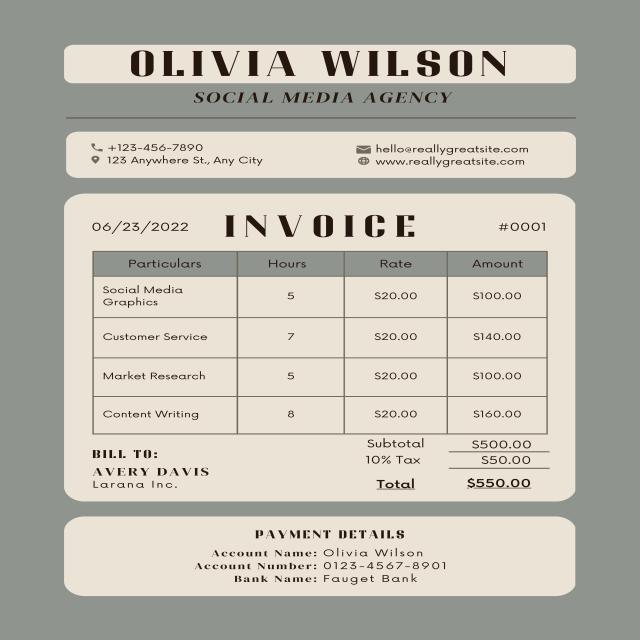 OLIVIA WILSON
SOCIAL MEDIA AGENCY
+123-456-7890
123 Anywhere St., Any City
hello@reallygreatsite.com
www.reallygreatsite.com
06/23/2022 INVOICE #0001
Particulars Hours Rate Amount
Social Media
Graphics 5 $20.00 $100.00
Customer Service 7 $20.00 $140.00
Market Research 5 $20.00 $100.00
Content Writing 8 $20.00 $160.00
Subtotal $500.00
10% Tax $50.00
Total $550.00
BILL TO:
AVERY DAVIS
Larana Inc.
PAYMENT DETAILS
Account Name: Olivia Wilson
Account Number: 0123-4567-8901
Bank Name: Fauget Bank